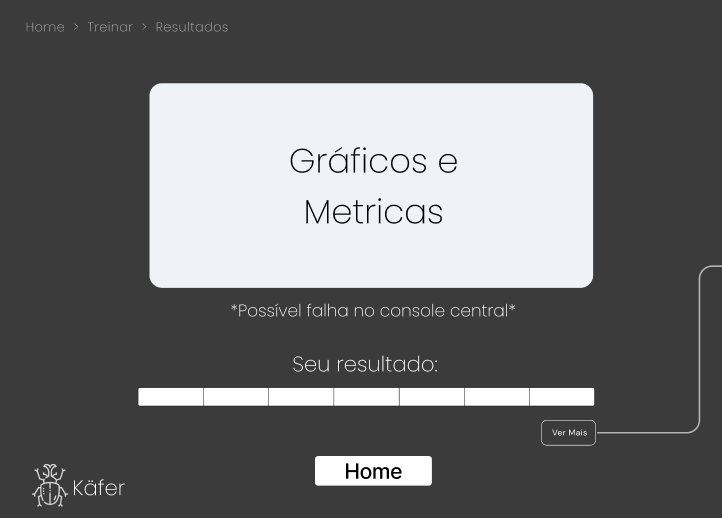 Home > Treinar > Resultados
Gráficos e
Metricas
*Possível falha no console central*
Seu resultado:
Ver Mais
Home
Käfer